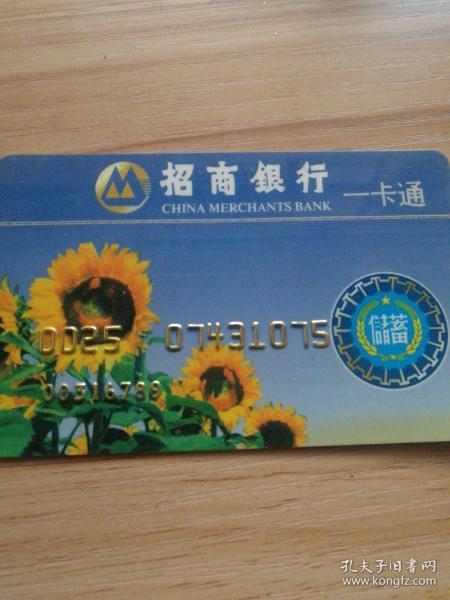 招商银行
CHINA MERCHANTS BANK
一卡通
0025 07431075
00316789
儲蓄
孔夫子旧书网
www.kongfz.com